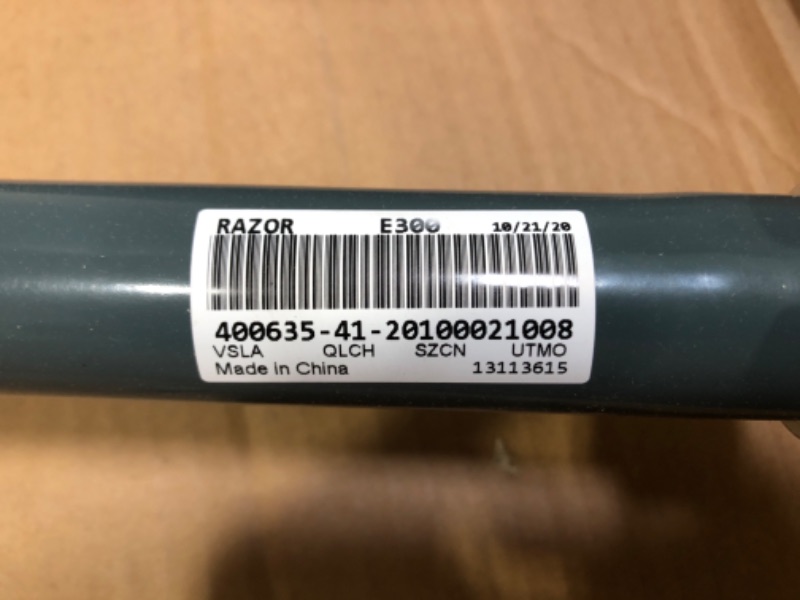 RAZOR E300 10/21/20
400635-41-20100021008
VSLA QLCH SZCN UTMO
Made in China 13113615